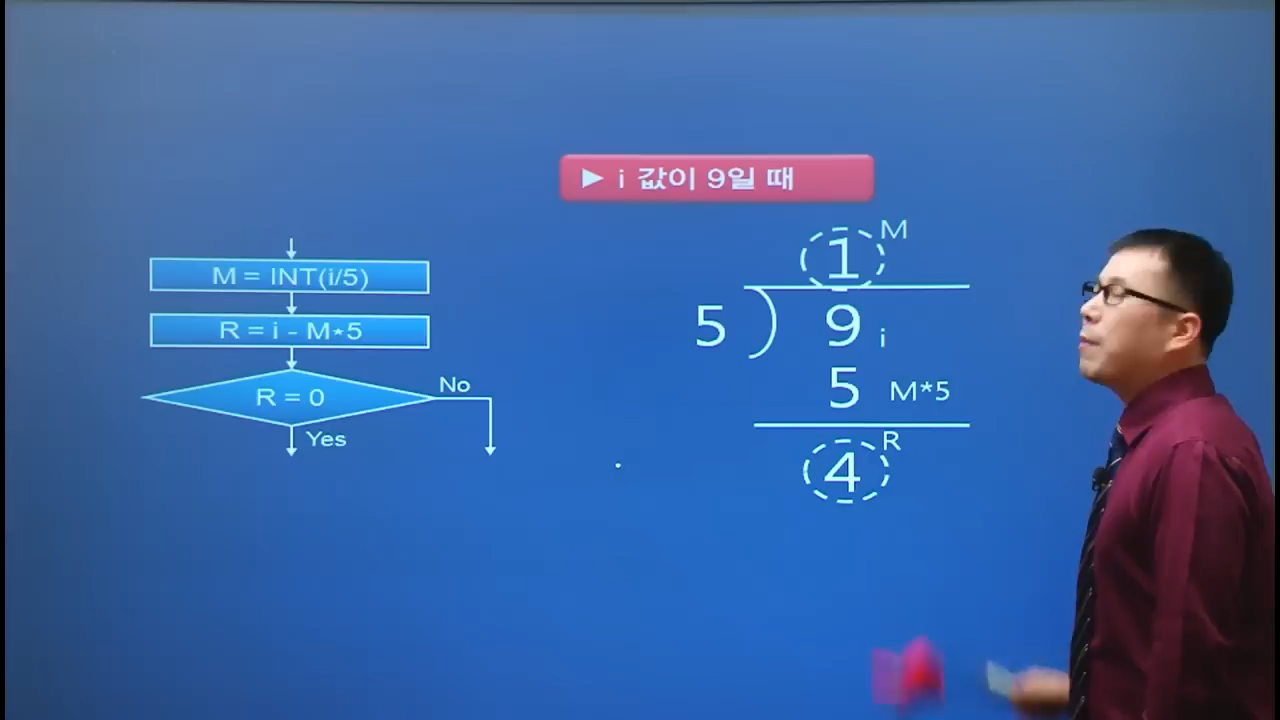 ▶ i 값이 9일 때
M = INT(i/5)
R = i - M*5
R = 0
No
Yes
1 M
5 ) 9 i
5 M*5
4 R